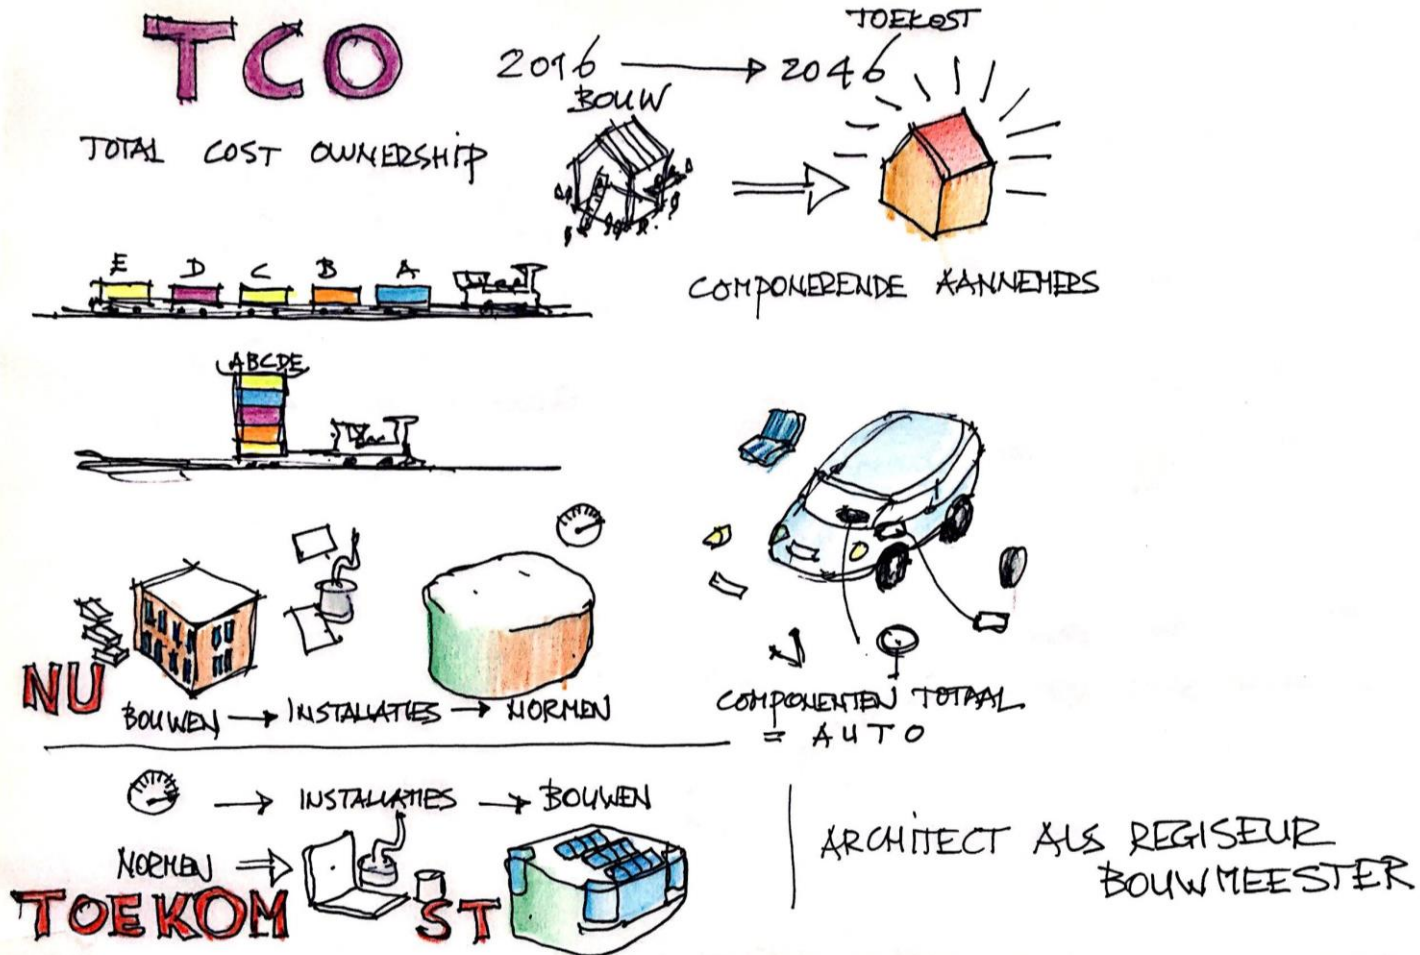 TCO
TOTAL COST OWNERSHIP
TOEKOST
2016 → 2046
BOUW
E D C B A
COMPONERENDE AANNEMERS
ABCDE
NU
BOUWEN → INSTALLATIES → NORMEN
COMPONENTEN TOTAAL
= AUTO
→ INSTALLATIES → BOUWEN
NORMEN ⇒
TOEKOMST
ARCHITECT ALS REGISEUR
BOUWMEESTER